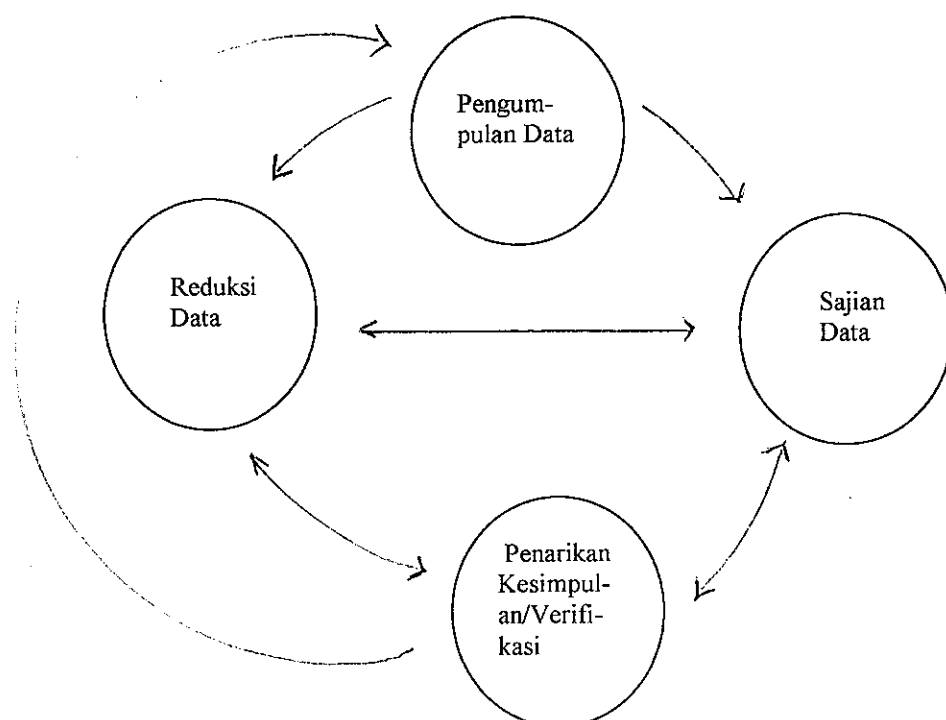 Pengum-
pulan Data
Reduksi
Data
Sajian
Data
Penarikan
Kesimpul-
an/Verifi-
kasi